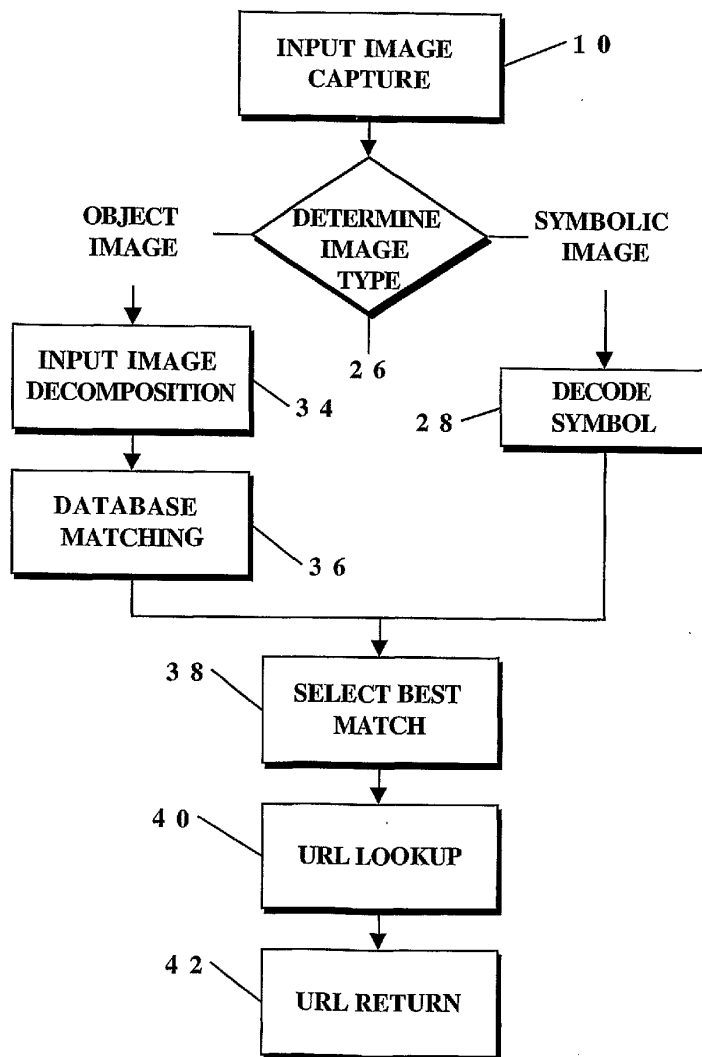 INPUT IMAGE
CAPTURE
10
OBJECT
IMAGE
DETERMINE
IMAGE
TYPE
SYMBOLIC
IMAGE
26
INPUT IMAGE
DECOMPOSITION
34
DECODE
SYMBOL
28
DATABASE
MATCHING
36
38
SELECT BEST
MATCH
40
URL LOOKUP
42
URL RETURN